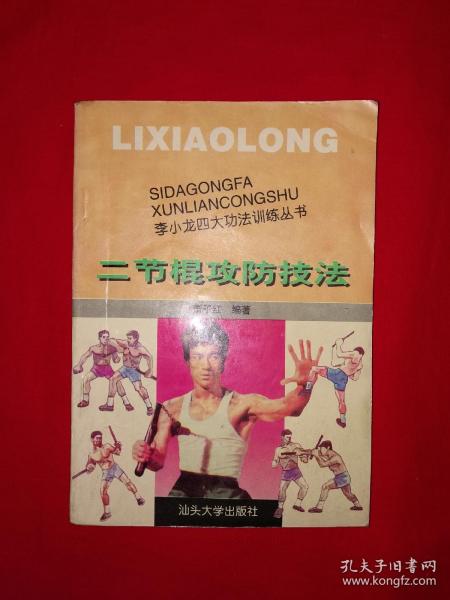 LIXIAOLONG
SIDAGONGFA
XUNLIANCONGSHU
李小龙四大功法训练丛书
二节棍攻防技法
编著
汕头大学出版社
孔夫子旧书网
www.kongfz.com